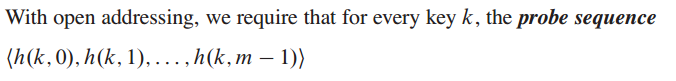 With open addressing, we require that for every key k, the probe sequence
⟨h(k, 0), h(k, 1), . . . , h(k, m − 1)⟩